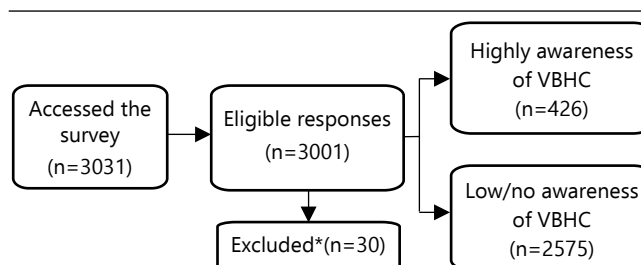 Accessed the
survey
(n=3031)
Eligible responses
(n=3001)
Excluded*(n=30)
Highly awareness
of VBHC
(n=426)
Low/no awareness
of VBHC
(n=2575)